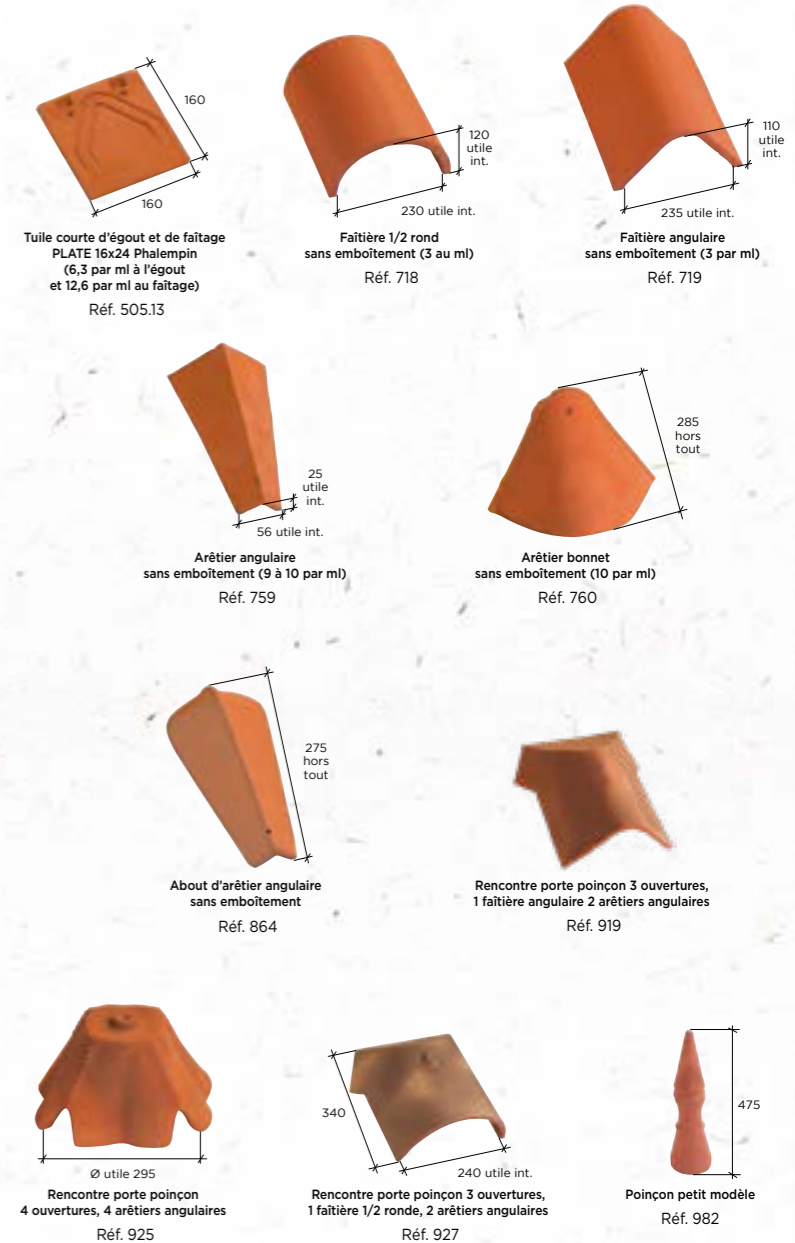 160
160
Tuile courte d'égout et de faîtage
PLATE 16x24 Phalempin
(6,3 par ml à l'égout
et 12,6 par ml au faîtage)
Réf. 505.13
120
utile
int.
230 utile int.
Faîtière 1/2 rond
sans emboîtement (3 au ml)
Réf. 718
110
utile
int.
235 utile int.
Faîtière angulaire
sans emboîtement (3 par ml)
Réf. 719
25
utile
int.
56 utile int.
Arêtier angulaire
sans emboîtement (9 à 10 par ml)
Réf. 759
285
hors
tout
Arêtier bonnet
sans emboîtement (10 par ml)
Réf. 760
275
hors
tout
About d'arêtier angulaire
sans emboîtement
Réf. 864
Rencontre porte poinçon 3 ouvertures,
1 faîtière angulaire 2 arêtiers angulaires
Réf. 919
Ø utile 295
Rencontre porte poinçon
4 ouvertures, 4 arêtiers angulaires
Réf. 925
340
240 utile int.
Rencontre porte poinçon 3 ouvertures,
1 faîtière 1/2 ronde, 2 arêtiers angulaires
Réf. 927
475
Poinçon petit modèle
Réf. 982